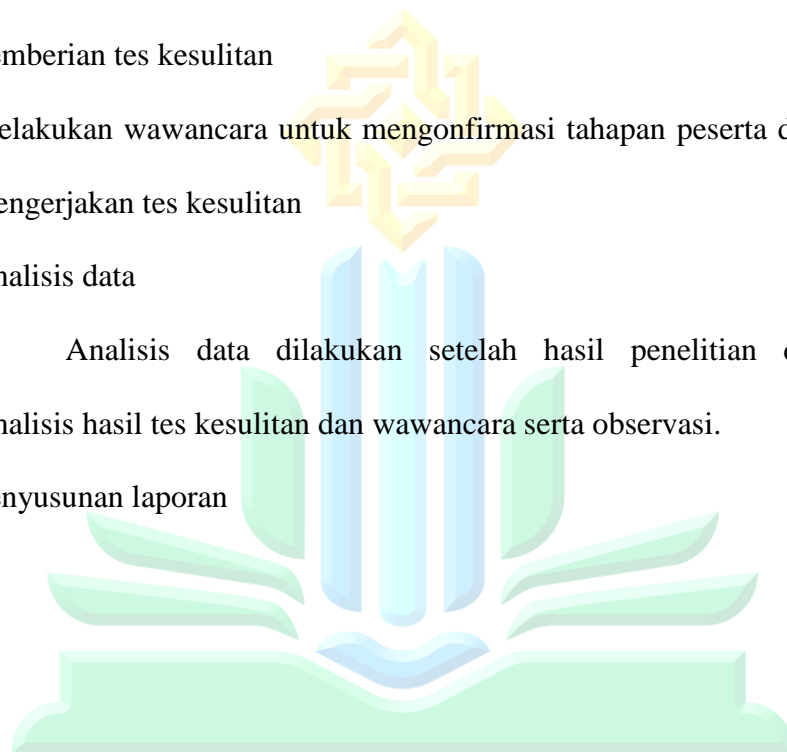 emberian tes kesulitan
elakukan wawancara untuk mengonfirmasi tahapan peserta d
engerjakan tes kesulitan
nalisis data
Analisis data dilakukan setelah hasil penelitian
nalisis hasil tes kesulitan dan wawancara serta observasi.
enyusunan laporan